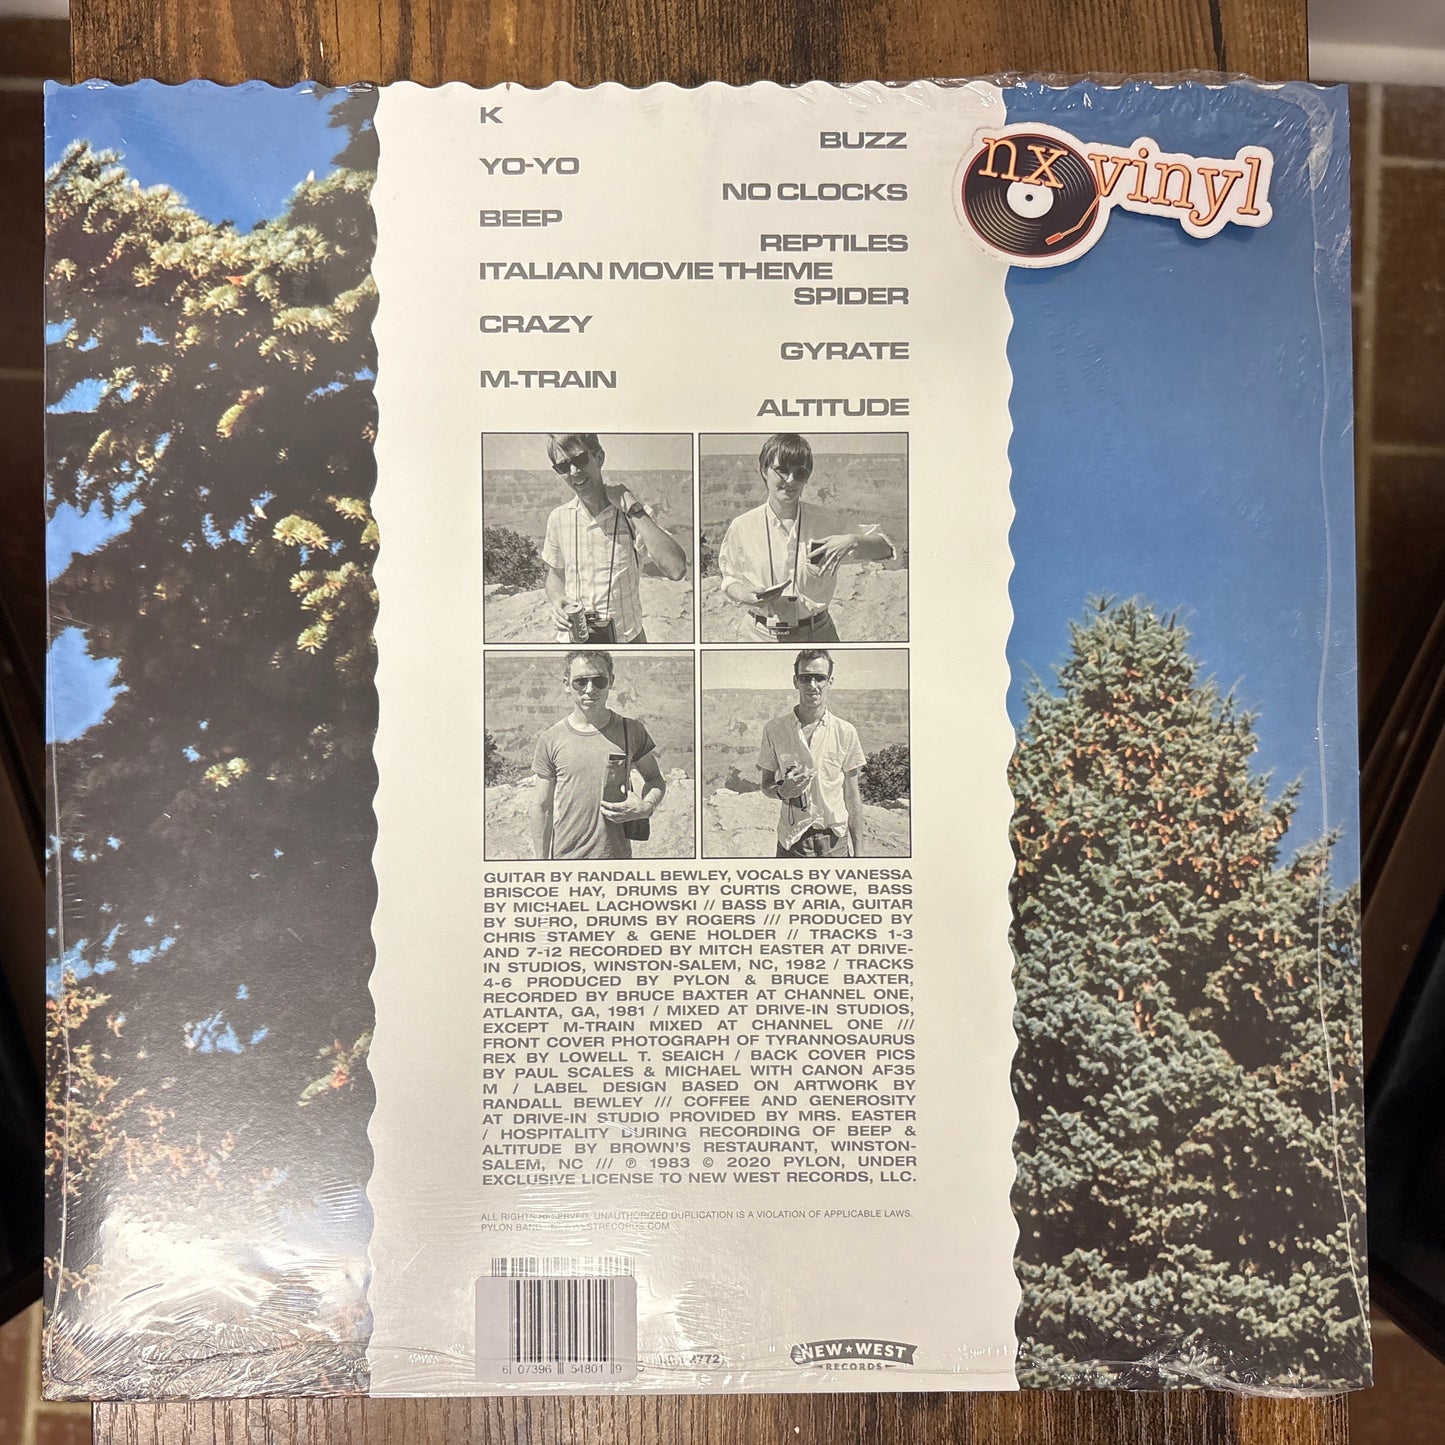 K
BUZZ
YO-YO
NO CLOCKS
BEEP
REPTILES
ITALIAN MOVIE THEME
SPIDER
CRAZY
GYRATE
M-TRAIN
ALTITUDE
nx vinyl
GUITAR BY RANDALL BEWLEY, VOCALS BY VANESSA
BRISCOE HAY, DRUMS BY CURTIS CROWE, BASS
BY MICHAEL LACHOWSKI // BASS BY ARIA, GUITAR
BY SUPRO, DRUMS BY ROGERS /// PRODUCED BY
CHRIS STAMEY & GENE HOLDER // TRACKS 1-3
AND 7-12 RECORDED BY MITCH EASTER AT DRIVE-
IN STUDIOS, WINSTON-SALEM, NC, 1982 / TRACKS
4-6 PRODUCED BY PYLON & BRUCE BAXTER,
RECORDED BY BRUCE BAXTER AT CHANNEL ONE,
ATLANTA, GA, 1981 / MIXED AT DRIVE-IN STUDIOS,
EXCEPT M-TRAIN MIXED AT CHANNEL ONE ///
FRONT COVER PHOTOGRAPH OF TYRANNOSAURUS
REX BY LOWELL T. SEAICH / BACK COVER PICS
BY PAUL SCALES & MICHAEL WITH CANON AF35
M / LABEL DESIGN BASED ON ARTWORK BY
RANDALL BEWLEY /// COFFEE AND GENEROSITY
AT DRIVE-IN STUDIO PROVIDED BY MRS. EASTER
/ HOSPITALITY DURING RECORDING OF BEEP &
ALTITUDE BY BROWN'S RESTAURANT, WINSTON-
SALEM, NC /// ℗ 1983 © 2020 PYLON, UNDER
EXCLUSIVE LICENSE TO NEW WEST RECORDS, LLC.
ALL RIGHTS RESERVED. UNAUTHORIZED DUPLICATION IS A VIOLATION OF APPLICABLE LAWS.
PYLON BAND NEWWESTRECORDS.COM
6 07396 54801 9
NEW★WEST
RECORDS